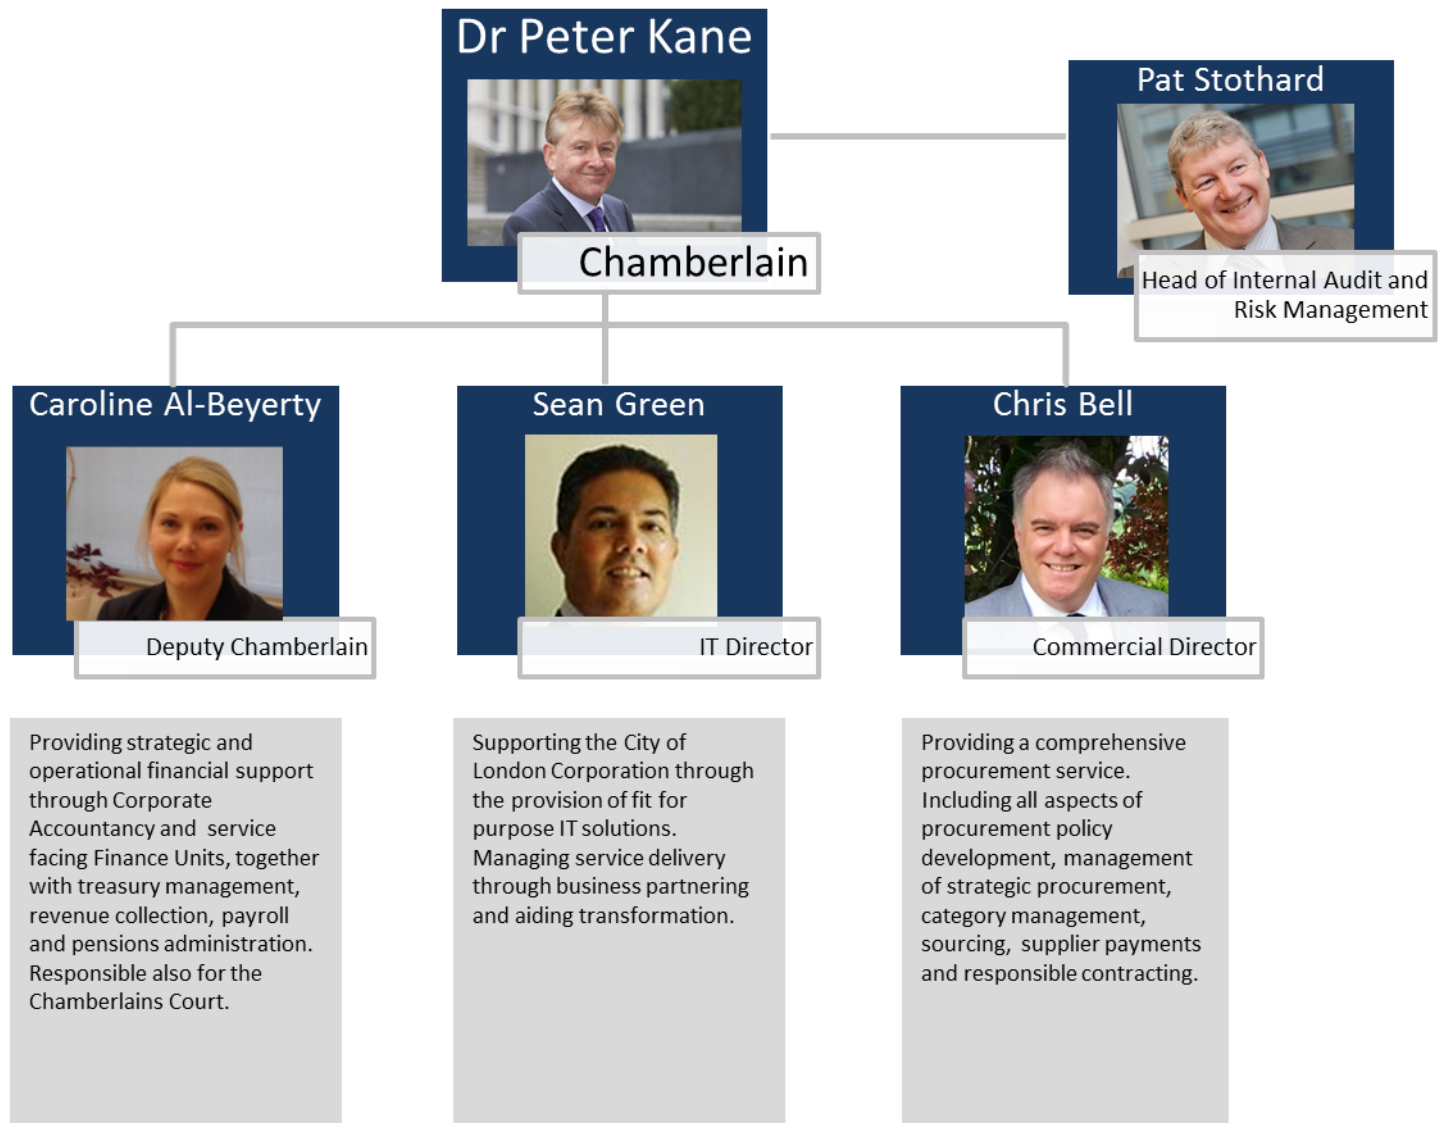 Dr Peter Kane
Chamberlain
Pat Stothard
Head of Internal Audit and
Risk Management
Caroline Al-Beyerty
Deputy Chamberlain
Sean Green
IT Director
Chris Bell
Commercial Director
Providing strategic and
operational financial support
through Corporate
Accountancy and service
facing Finance Units, together
with treasury management,
revenue collection, payroll
and pensions administration.
Responsible also for the
Chamberlains Court.
Supporting the City of
London Corporation through
the provision of fit for
purpose IT solutions.
Managing service delivery
through business partnering
and aiding transformation.
Providing a comprehensive
procurement service.
Including all aspects of
procurement policy
development, management
of strategic procurement,
category management,
sourcing, supplier payments
and responsible contracting.